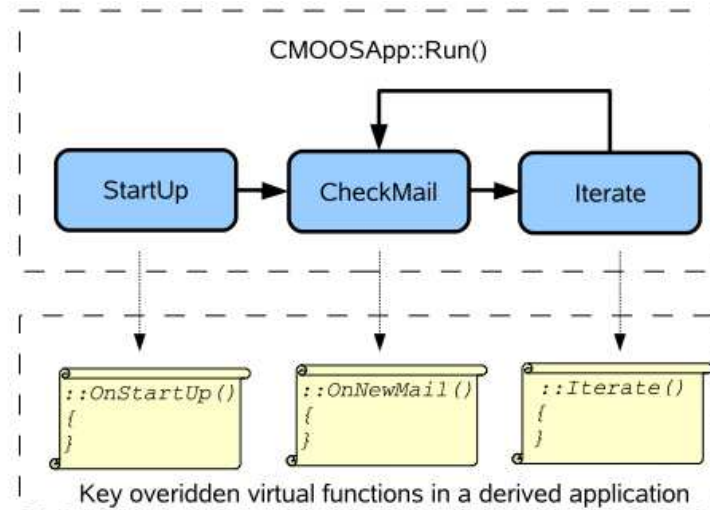 CMOOSApp::Run()
StartUp
CheckMail
Iterate
::OnStartUp()
{
}
::OnNewMail()
{
}
::Iterate()
{
}
Key overidden virtual functions in a derived application